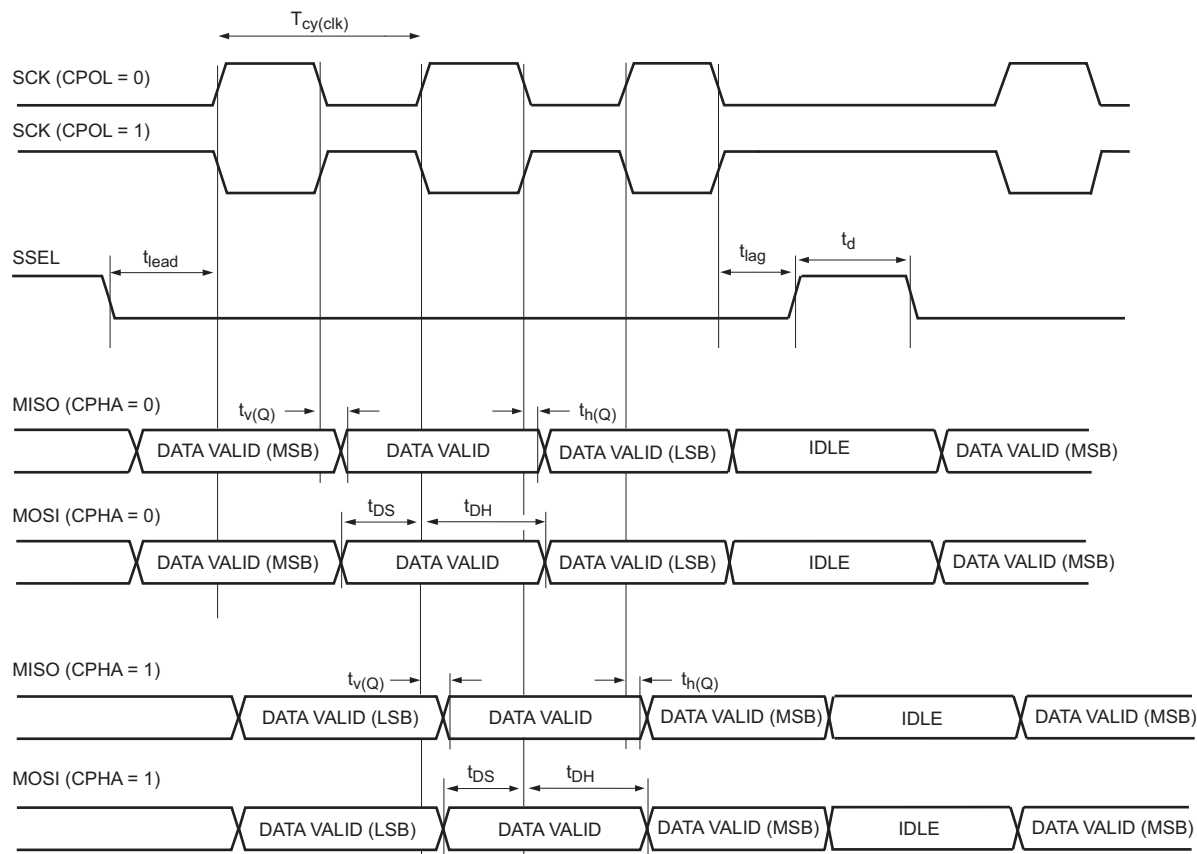 Tcy(clk)
SCK (CPOL = 0)
SCK (CPOL = 1)
SSEL
tlead
tlag
td
MISO (CPHA = 0)
tv(Q)
th(Q)
DATA VALID (MSB) DATA VALID DATA VALID (LSB) IDLE DATA VALID (MSB)
MOSI (CPHA = 0)
tDS
tDH
DATA VALID (MSB) DATA VALID DATA VALID (LSB) IDLE DATA VALID (MSB)
MISO (CPHA = 1)
tv(Q)
th(Q)
DATA VALID (LSB) DATA VALID DATA VALID (MSB) IDLE DATA VALID (MSB)
MOSI (CPHA = 1)
tDS
tDH
DATA VALID (LSB) DATA VALID DATA VALID (MSB) IDLE DATA VALID (MSB)